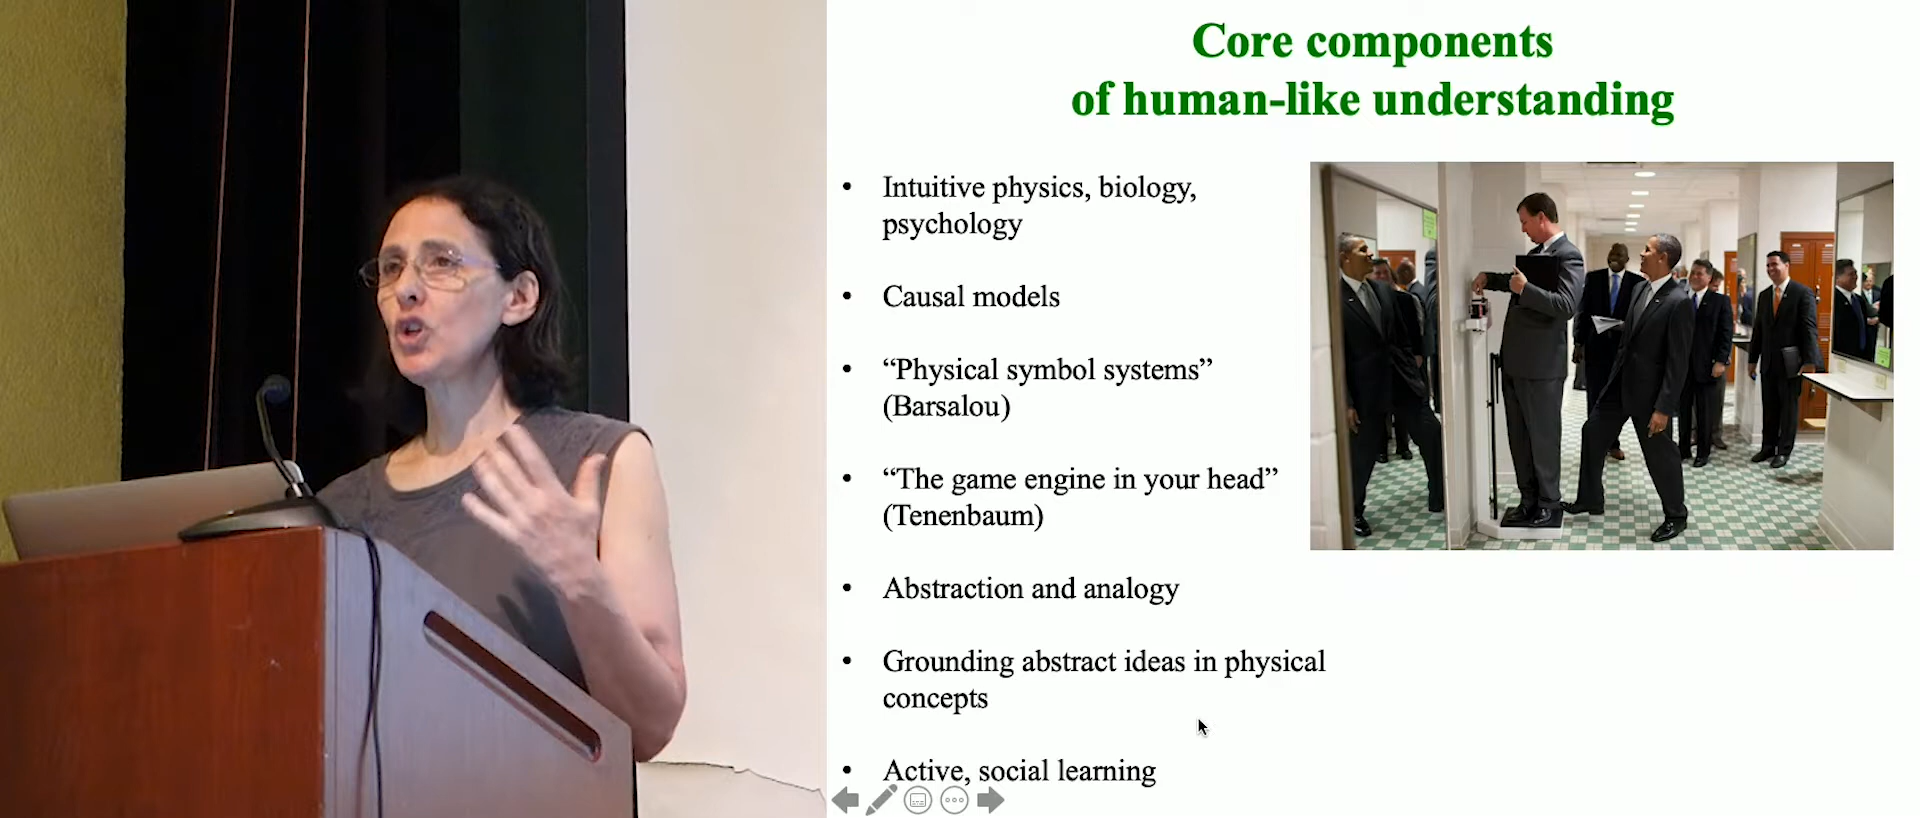 Core components
of human-like understanding
• Intuitive physics, biology,
psychology
• Causal models
• “Physical symbol systems”
(Barsalou)
• “The game engine in your head”
(Tenenbaum)
• Abstraction and analogy
• Grounding abstract ideas in physical
concepts
• Active, social learning